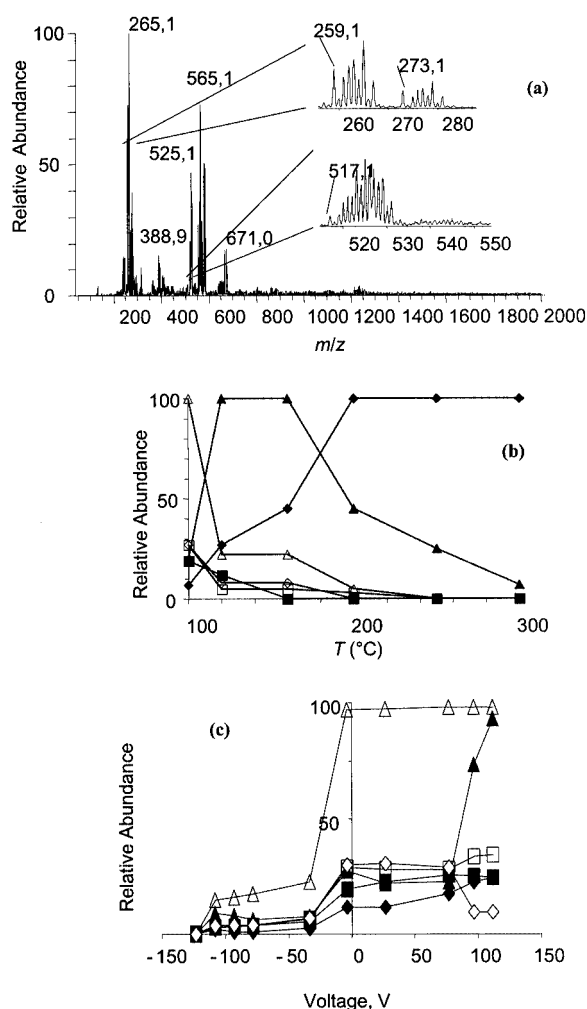 265,1
259,1
273,1
(a)
565,1
260 270 280
525,1
517,1
388,9
671,0
520 530 540 550
100
50
0
Relative Abundance
200 400 600 1000 1200 1400 1600 1800 2000
m/z
100
50
0
Relative Abundance
(b)
100 200 300
T (°C)
(c)
100
50
Relative Abundance
-150 -100 -50 0 50 100 150
Voltage, V